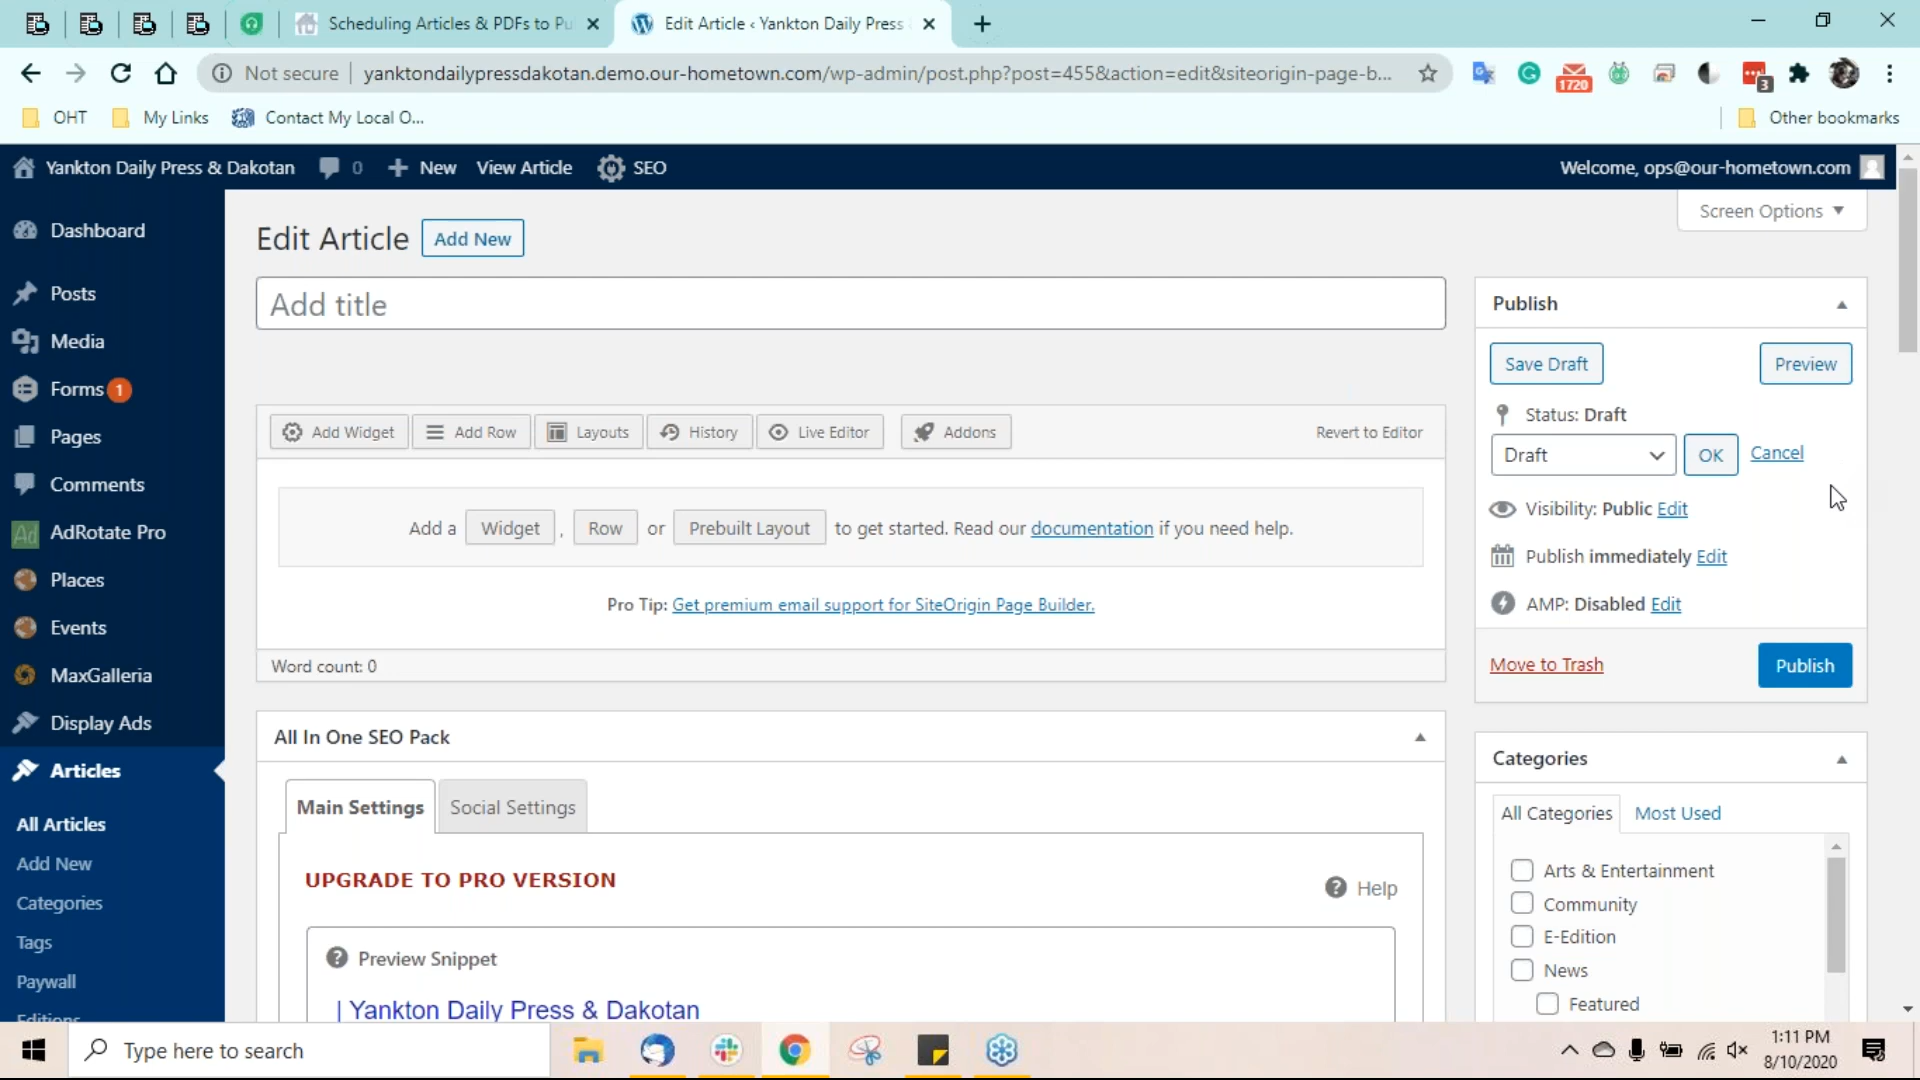 Scheduling Articles & PDFs to Pu
Edit Article ‹ Yankton Daily Press
Not secure
yanktondailypressdakotan.demo.our-hometown.com/wp-admin/post.php?post=455&action=edit&siteorigin-page-b...
1720
3
OHT
My Links
Contact My Local O...
Other bookmarks
Yankton Daily Press & Dakotan
0
New
View Article
SEO
Welcome, ops@our-hometown.com
Screen Options
Dashboard
Posts
Media
Forms 1
Pages
Comments
Ad AdRotate Pro
Places
Events
MaxGalleria
Display Ads
Articles
All Articles
Add New
Categories
Tags
Paywall
Editions
Edit Article
Add New
Add title
Add Widget
Add Row
Layouts
History
Live Editor
Addons
Revert to Editor
Add a Widget , Row or Prebuilt Layout to get started. Read our documentation if you need help.
Pro Tip: Get premium email support for SiteOrigin Page Builder.
Word count: 0
All In One SEO Pack
Main Settings
Social Settings
UPGRADE TO PRO VERSION
Help
Preview Snippet
| Yankton Daily Press & Dakotan
Publish
Save Draft
Preview
Status: Draft
Draft
OK
Cancel
Visibility: Public Edit
Publish immediately Edit
AMP: Disabled Edit
Move to Trash
Publish
Categories
All Categories
Most Used
Arts & Entertainment
Community
E-Edition
News
Featured
Type here to search
1:11 PM
8/10/2020